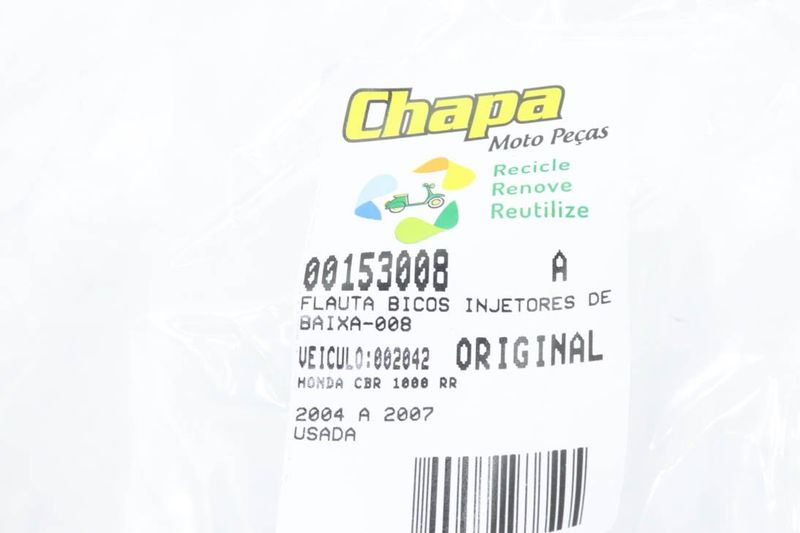 Chapa
Moto Peças
Recicle
Renove
Reutilize
00153008 A
FLAUTA BICOS INJETORES DE
BAIXA-008
VEICULO:002042 ORIGINAL
HONDA CBR 1000 RR
2004 A 2007
USADA